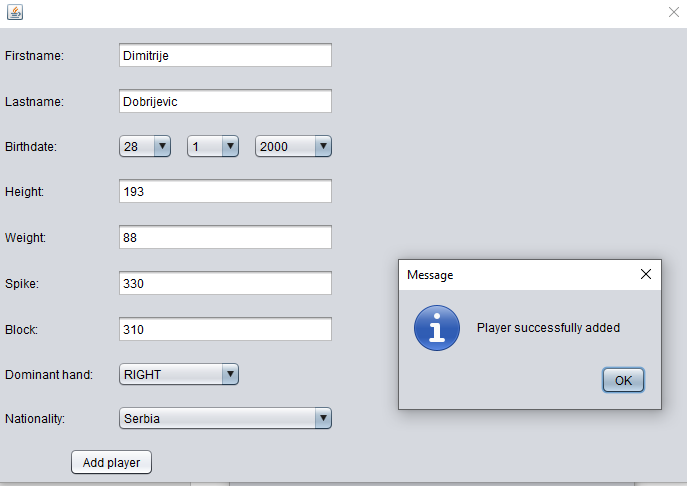 Firstname: Dimitrije
Lastname: Dobrijevic
Birthdate: 28 1 2000
Height: 193
Weight: 88
Spike: 330
Block: 310
Dominant hand: RIGHT
Nationality: Serbia
Add player
Message
Player successfully added
OK